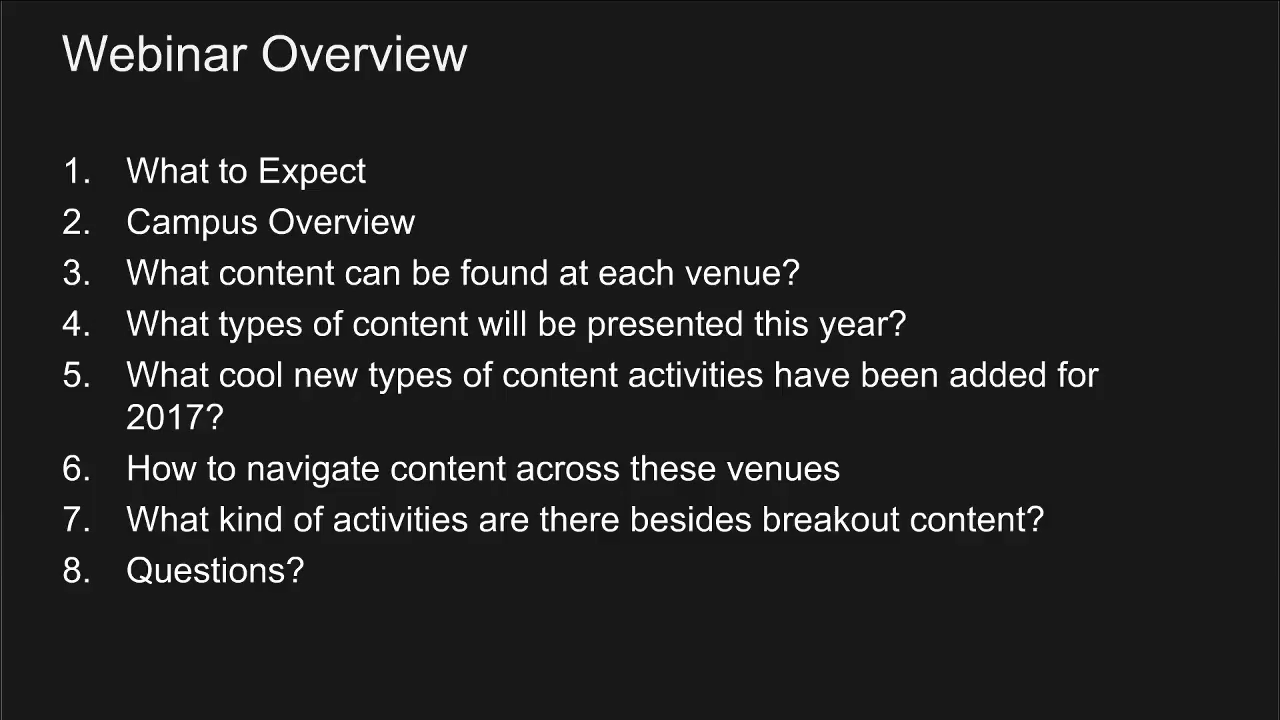 Webinar Overview
1. What to Expect
2. Campus Overview
3. What content can be found at each venue?
4. What types of content will be presented this year?
5. What cool new types of content activities have been added for
2017?
6. How to navigate content across these venues
7. What kind of activities are there besides breakout content?
8. Questions?